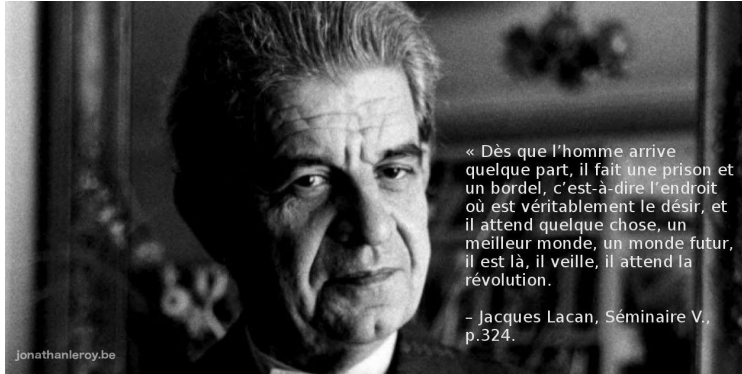 « Dès que l’homme arrive
quelque part, il fait une prison et
un bordel, c’est-à-dire l’endroit
où est véritablement le désir, et
il attend quelque chose, un
meilleur monde, un monde futur,
il est là, il veille, il attend la
révolution.
– Jacques Lacan, Séminaire V.,
p.324.
jonathanleroy.be